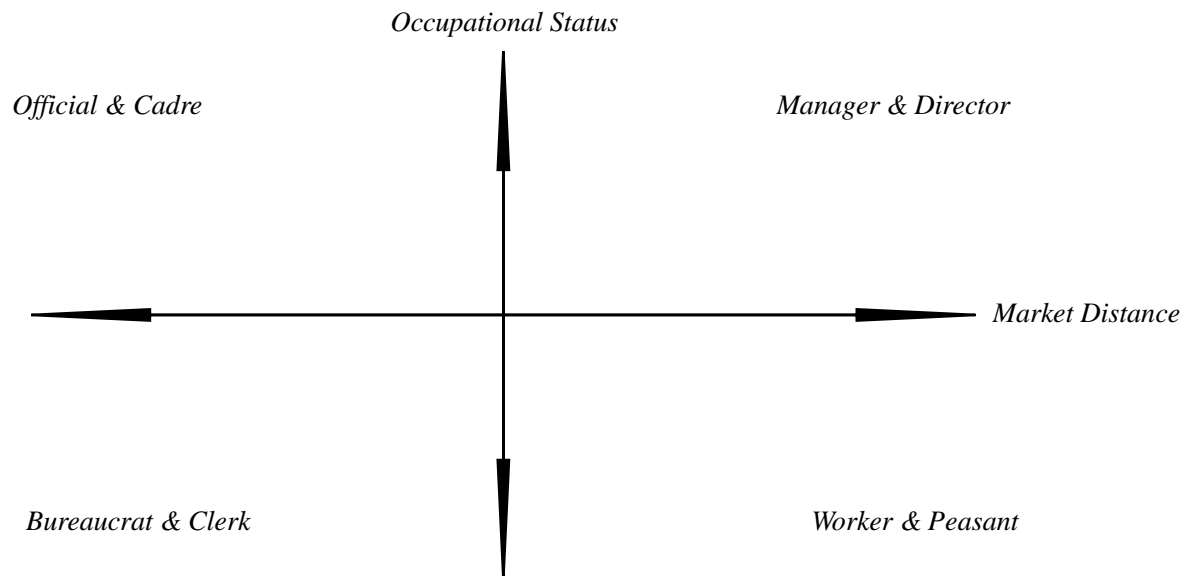 Occupational Status
Official & Cadre
Manager & Director
Market Distance
Bureaucrat & Clerk
Worker & Peasant